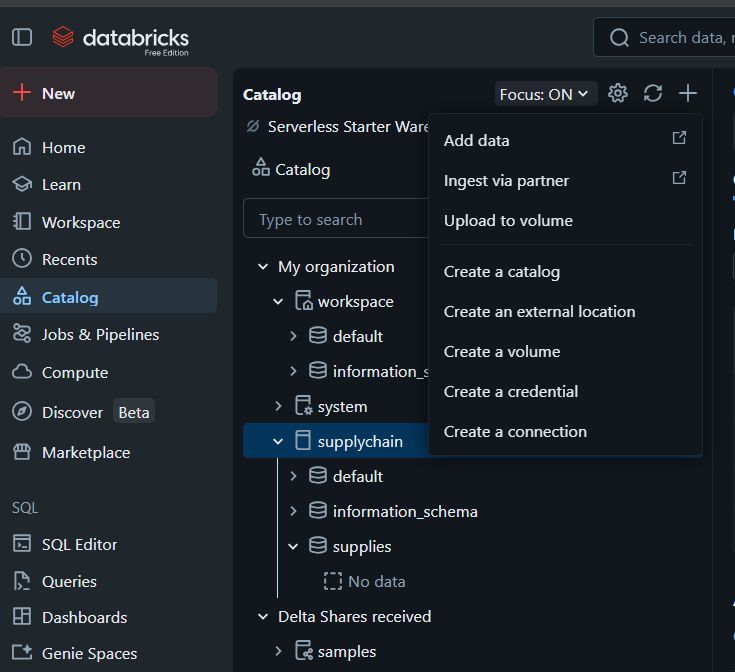 databricks
Free Edition
Search data,
New
Home
Learn
Workspace
Recents
Catalog
Jobs & Pipelines
Compute
Discover Beta
Marketplace
SQL
SQL Editor
Queries
Dashboards
Genie Spaces
Catalog
Focus: ON
Serverless Starter Ware
Catalog
Type to search
My organization
workspace
default
information_s
system
supplychain
default
information_schema
supplies
No data
Delta Shares received
samples
Add data
Ingest via partner
Upload to volume
Create a catalog
Create an external location
Create a volume
Create a credential
Create a connection